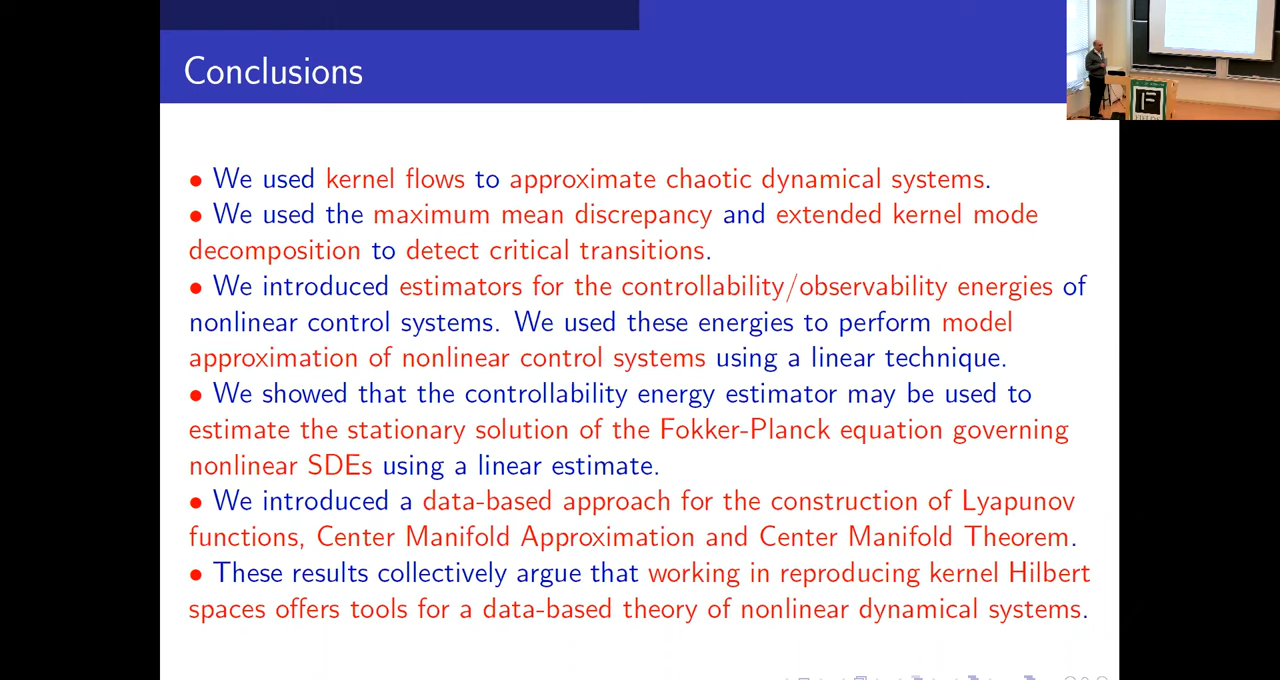 Conclusions
• We used kernel flows to approximate chaotic dynamical systems.
• We used the maximum mean discrepancy and extended kernel mode
decomposition to detect critical transitions.
• We introduced estimators for the controllability/observability energies of
nonlinear control systems. We used these energies to perform model
approximation of nonlinear control systems using a linear technique.
• We showed that the controllability energy estimator may be used to
estimate the stationary solution of the Fokker-Planck equation governing
nonlinear SDEs using a linear estimate.
• We introduced a data-based approach for the construction of Lyapunov
functions, Center Manifold Approximation and Center Manifold Theorem.
• These results collectively argue that working in reproducing kernel Hilbert
spaces offers tools for a data-based theory of nonlinear dynamical systems.